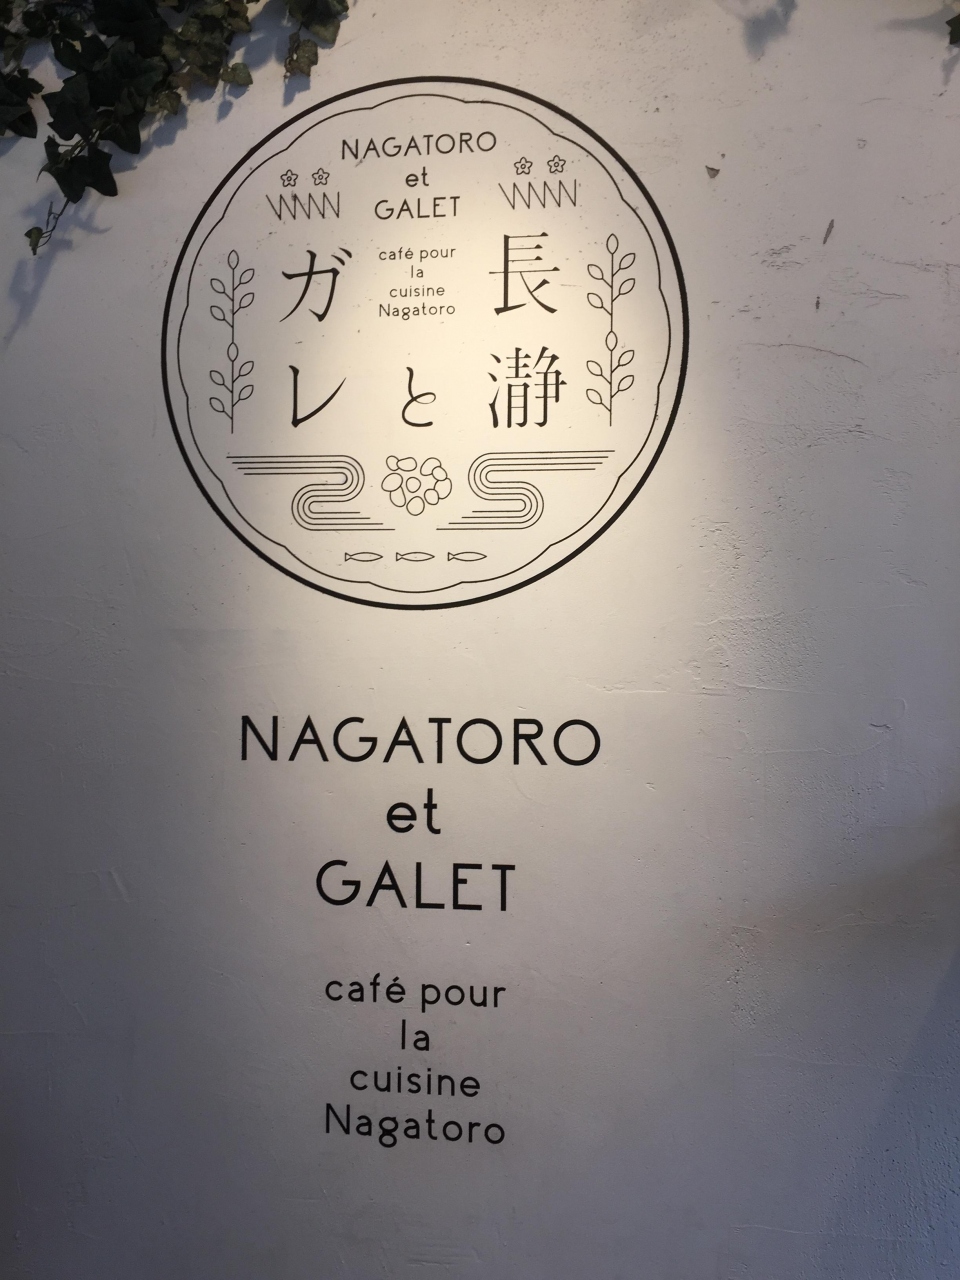 NAGATORO
et
GALET
café pour
la
cuisine
Nagatoro
長瀞
と
ガレ
NAGATORO
et
GALET
café pour
la
cuisine
Nagatoro